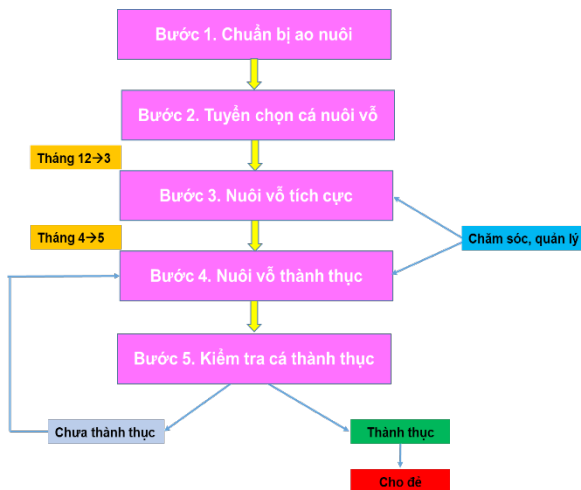 Bước 1. Chuẩn bị ao nuôi
Bước 2. Tuyển chọn cá nuôi vỗ
Tháng 12→3
Bước 3. Nuôi vỗ tích cực
Tháng 4→5
Chăm sóc, quản lý
Bước 4. Nuôi vỗ thành thục
Bước 5. Kiểm tra cá thành thục
Chưa thành thục
Thành thục
Cho đẻ